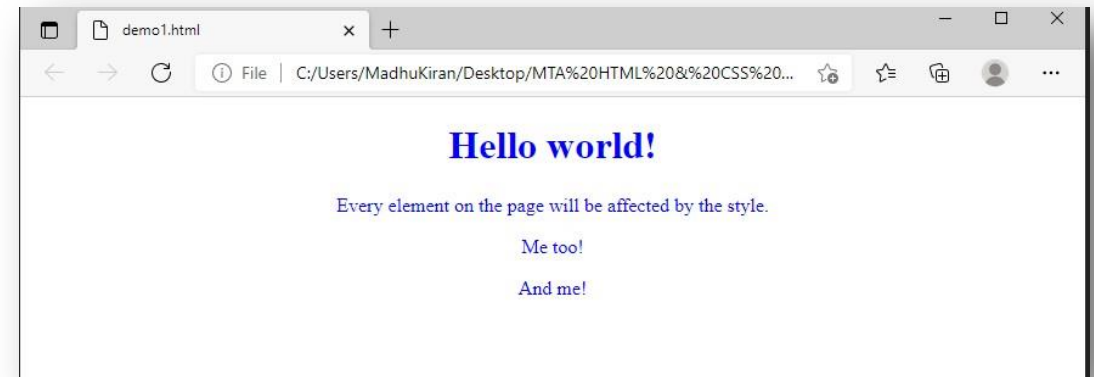 demo1.html
File C:/Users/MadhuKiran/Desktop/MTA%20HTML%20&%20CSS%20...
Hello world!
Every element on the page will be affected by the style.
Me too!
And me!